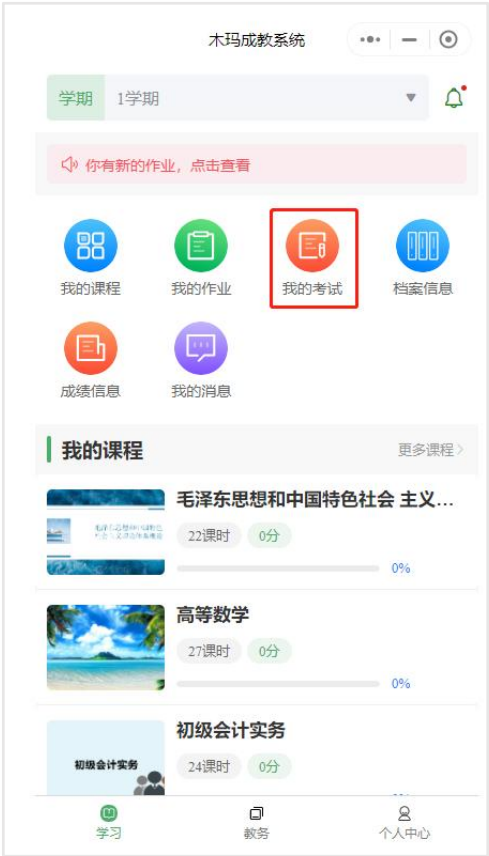 木玛成教系统
学期 1学期
你有新的作业，点击查看
我的课程 我的作业 我的考试 档案信息
成绩信息 我的消息
我的课程 更多课程
毛泽东思想和中国特色社会 主义...
22课时 0分
0%
高等数学
27课时 0分
0%
初级会计实务
初级会计实务
24课时 0分
学习 教务 个人中心